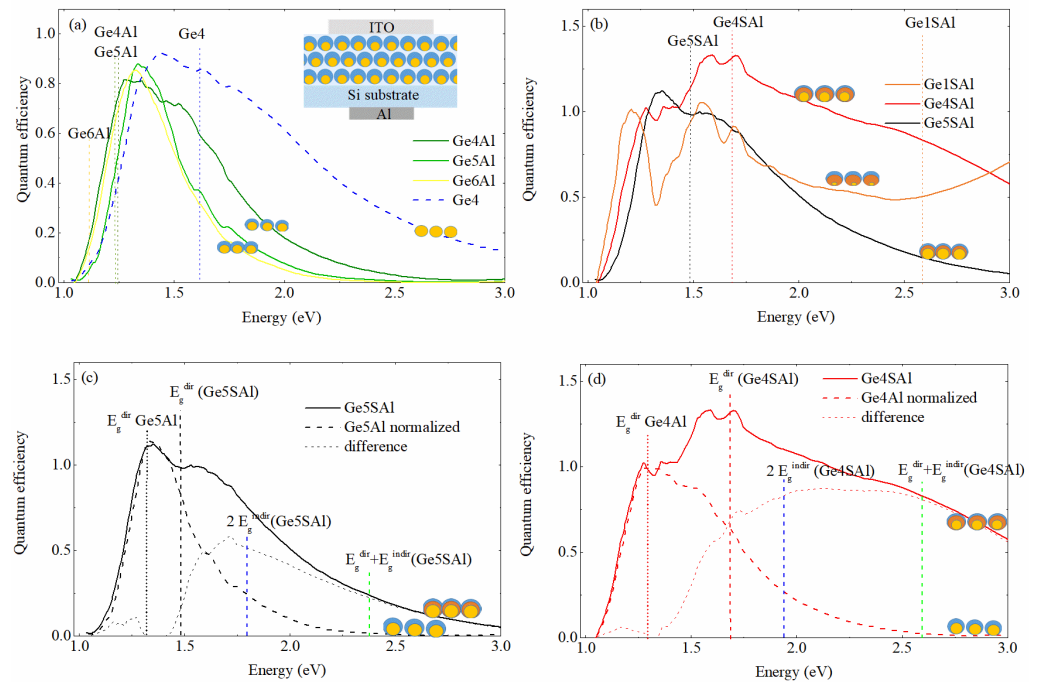 (a)
Ge4Al
Ge5Al
Ge4
Ge6Al
ITO
Si substrate
Al
Ge4Al
Ge5Al
Ge6Al
Ge4
Quantum efficiency
1.0
0.8
0.6
0.4
0.2
0.0
1.0 1.5 2.0 2.5 3.0
Energy (eV)
(b)
Ge4SAl
Ge1SAl
Ge5SAl
Ge1SAl
Ge4SAl
Ge5SAl
Quantum efficiency
1.5
1.0
0.5
0.0
1.0 1.5 2.0 2.5 3.0
Energy (eV)
(c)
E_g^dir (Ge5SAl)
E_g^dir Ge5Al
Ge5SAl
Ge5Al normalized
difference
2 E_g^indir (Ge5SAl)
E_g^dir+E_g^indir (Ge5SAl)
Quantum efficiency
1.5
1.0
0.5
0.0
1.0 1.5 2.0 2.5 3.0
Energy (eV)
(d)
E_g^dir (Ge4SAl)
E_g^dir Ge4Al
Ge4SAl
Ge4Al normalized
difference
2 E_g^indir (Ge4SAl)
E_g^dir+E_g^indir (Ge4SAl)
Quantum efficiency
1.5
1.0
0.5
0.0
1.0 1.5 2.0 2.5 3.0
Energy (eV)